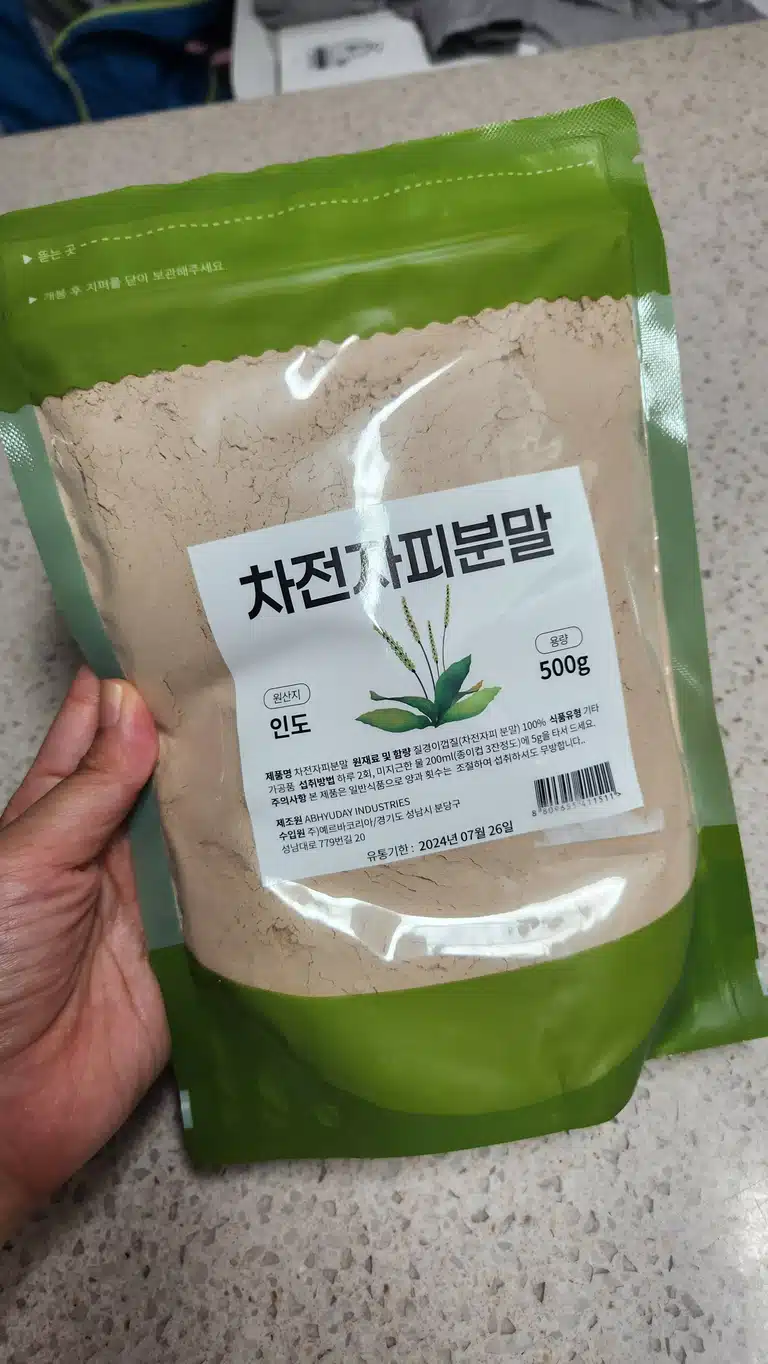 ▶ 뜯는 곳
▶ 개봉 후 지퍼를 닫아 보관해주세요
차전자피분말
용량
500g
원산지
인도
제품명 차전자피분말 원재료 및 함량 질경이껍질(차전자피 분말) 100% 식품유형 기타
가공품 섭취방법 하루 2회, 미지근한 물 200ml(종이컵 3잔정도)에 5g을 타서 드세요.
주의사항 본 제품은 일반식품으로 양과 횟수는 조절하여 섭취하셔도 무방합니다..
제조원 ABHYUDAY INDUSTRIES
수입원 주)예르바코리아/경기도 성남시 분당구
성남대로 779번길 20
유통기한 : 2024년 07월 26일